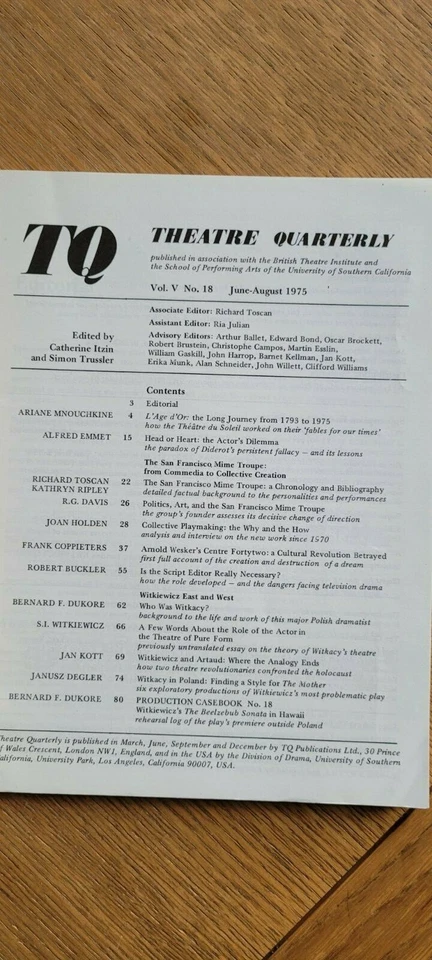 TQ THEATRE QUARTERLY
published in association with the British Theatre Institute and
the School of Performing Arts of the University of Southern California
Vol. V No. 18 June-August 1975
Edited by
Catherine Itzin
and Simon Trussler
Associate Editor: Richard Toscan
Assistant Editor: Ria Julian
Advisory Editors: Arthur Ballet, Edward Bond, Oscar Brockett,
Robert Brustein, Christophe Campos, Martin Esslin,
William Gaskill, John Harrop, Barnet Kellman, Jan Kott,
Erika Munk, Alan Schneider, John Willett, Clifford Williams
Contents
3 Editorial
ARIANE MNOUCHKINE 4 L'Age d'Or: the Long Journey from 1793 to 1975
how the Théâtre du Soleil worked on their 'fables for our times'
ALFRED EMMET 15 Head or Heart: the Actor's Dilemma
the paradox of Diderot's persistent fallacy — and its lessons
The San Francisco Mime Troupe:
from Commedia to Collective Creation
RICHARD TOSCAN 22 The San Francisco Mime Troupe: a Chronology and Bibliography
KATHRYN RIPLEY detailed factual background to the personalities and performances
R.G. DAVIS 26 Politics, Art, and the San Francisco Mime Troupe
the group's founder assesses its decisive change of direction
JOAN HOLDEN 28 Collective Playmaking: the Why and the How
analysis and interview on the new work since 1970
FRANK COPPIETERS 37 Arnold Wesker's Centre Fortytwo: a Cultural Revolution Betrayed
first full account of the creation and destruction of a dream
ROBERT BUCKLER 55 Is the Script Editor Really Necessary?
how the role developed — and the dangers facing television drama
Witkiewicz East and West
BERNARD F. DUKORE 62 Who Was Witkacy?
background to the life and work of this major Polish dramatist
S.I. WITKIEWICZ 66 A Few Words About the Role of the Actor in
the Theatre of Pure Form
previously untranslated essay on the theory of Witkacy's theatre
JAN KOTT 69 Witkiewicz and Artaud: Where the Analogy Ends
how two theatre revolutionaries confronted the holocaust
JANUSZ DEGLER 74 Witkacy in Poland: Finding a Style for The Mother
six exploratory productions of Witkiewicz's most problematic play
BERNARD F. DUKORE 80 PRODUCTION CASEBOOK No. 18
Witkiewicz's The Beelzebub Sonata in Hawaii
rehearsal log of the play's premiere outside Poland
heatre Quarterly is published in March, June, September and December by TQ Publications Ltd., 30 Prince
f Wales Crescent, London NW1, England, and in the USA by the Division of Drama, University of Southern
alifornia, University Park, Los Angeles, California 90007, USA.